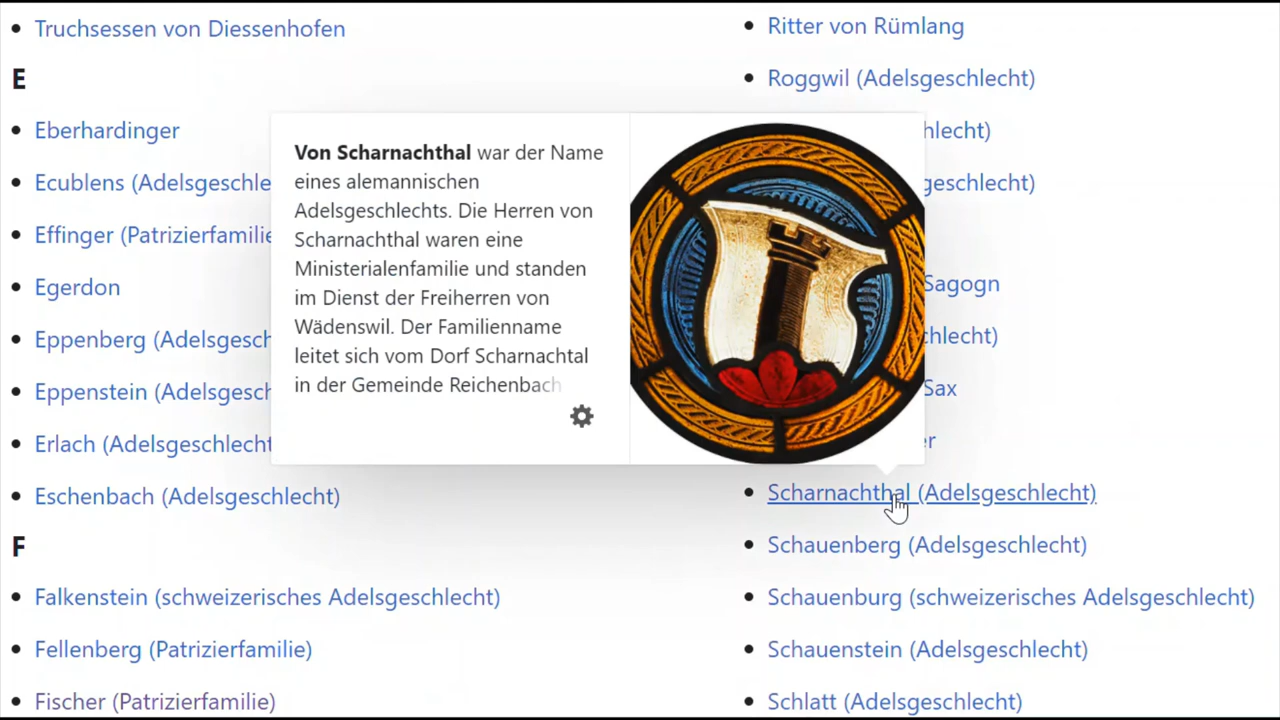 Truchsessen von Diessenhofen
E
Eberhardinger
Ecublens (Adelsgeschle
Effinger (Patrizierfamilie
Egerdon
Eppenberg (Adelsgesch
Eppenstein (Adelsgesch
Erlach (Adelsgeschlecht
Eschenbach (Adelsgeschlecht)
F
Falkenstein (schweizerisches Adelsgeschlecht)
Fellenberg (Patrizierfamilie)
Fischer (Patrizierfamilie)
Von Scharnachthal war der Name
eines alemannischen
Adelsgeschlechts. Die Herren von
Scharnachthal waren eine
Ministerialenfamilie und standen
im Dienst der Freiherren von
Wädenswil. Der Familienname
leitet sich vom Dorf Scharnachtal
in der Gemeinde Reichenbach
Ritter von Rümlang
Roggwil (Adelsgeschlecht)
hlecht)
geschlecht)
Sagogn
chlecht)
Sax
er
Scharnachthal (Adelsgeschlecht)
Schauenberg (Adelsgeschlecht)
Schauenburg (schweizerisches Adelsgeschlecht)
Schauenstein (Adelsgeschlecht)
Schlatt (Adelsgeschlecht)